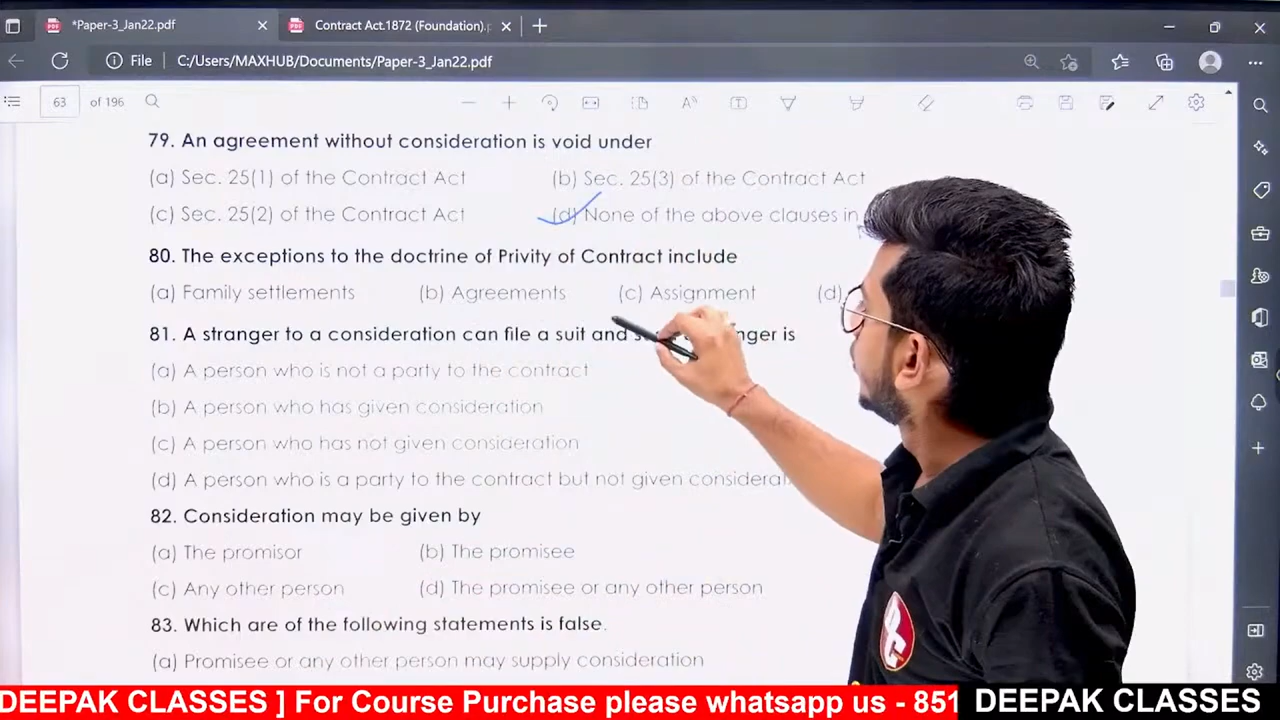 *Paper-3_Jan22.pdf
Contract Act.1872 (Foundation).p
File C:/Users/MAXHUB/Documents/Paper-3_Jan22.pdf
63 of 196
79. An agreement without consideration is void under
(a) Sec. 25(1) of the Contract Act (b) Sec. 25(3) of the Contract Act
(c) Sec. 25(2) of the Contract Act (d) None of the above clauses in
80. The exceptions to the doctrine of Privity of Contract include
(a) Family settlements (b) Agreements (c) Assignment (d)
81. A stranger to a consideration can file a suit and is
(a) A person who is not a party to the contract
(b) A person who has given consideration
(c) A person who has not given consideration
(d) A person who is a party to the contract but not given
82. Consideration may be given by
(a) The promisor (b) The promisee
(c) Any other person (d) The promisee or any other person
83. Which are of the following statements is false.
(a) Promisee or any other person may supply consideration
DEEPAK CLASSES ] For Course Purchase please whatsapp us - 851 DEEPAK CLASSES